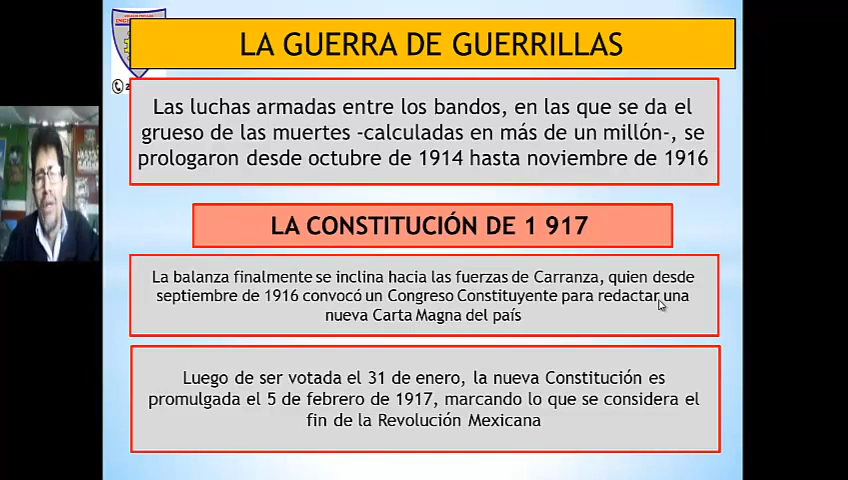 LA GUERRA DE GUERRILLAS
Las luchas armadas entre los bandos, en las que se da el
grueso de las muertes -calculadas en más de un millón-, se
prologaron desde octubre de 1914 hasta noviembre de 1916
LA CONSTITUCIÓN DE 1 917
La balanza finalmente se inclina hacia las fuerzas de Carranza, quien desde
septiembre de 1916 convocó un Congreso Constituyente para redactar una
nueva Carta Magna del país
Luego de ser votada el 31 de enero, la nueva Constitución es
promulgada el 5 de febrero de 1917, marcando lo que se considera el
fin de la Revolución Mexicana